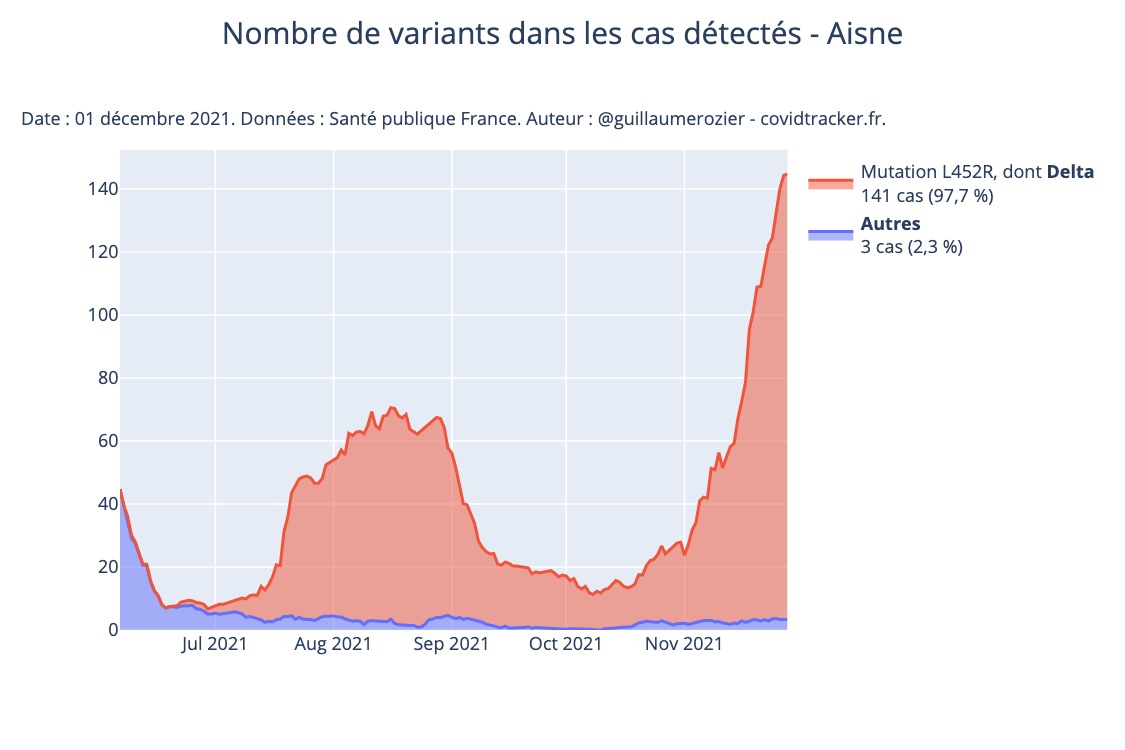 Nombre de variants dans les cas détectés - Aisne
Date : 01 décembre 2021. Données : Santé publique France. Auteur : @guillaumerozier - covidtracker.fr.
Mutation L452R, dont Delta
141 cas (97,7 %)
Autres
3 cas (2,3 %)
140
120
100
80
60
40
20
0
Jul 2021 Aug 2021 Sep 2021 Oct 2021 Nov 2021